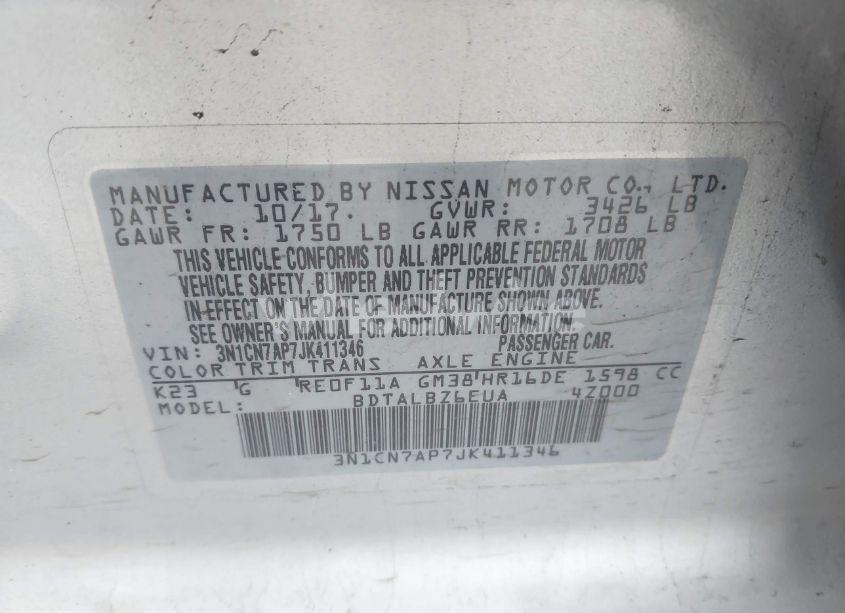 MANUFACTURED BY NISSAN MOTOR CO., LTD.
DATE: 10/17. GVWR: 3426 LB
GAWR FR: 1750 LB GAWR RR: 1708 LB
THIS VEHICLE CONFORMS TO ALL APPLICABLE FEDERAL MOTOR
VEHICLE SAFETY, BUMPER AND THEFT PREVENTION STANDARDS
IN EFFECT ON THE DATE OF MANUFACTURE SHOWN ABOVE.
SEE OWNER'S MANUAL FOR ADDITIONAL INFORMATION.
VIN: 3N1CN7AP7JK411346 PASSENGER CAR.
COLOR TRIM TRANS AXLE ENGINE
K23 G RE0F11A GM38 HR16DE 1598 CC
MODEL: BDTALBZ6EUA 4Z000
3N1CN7AP7JK411346